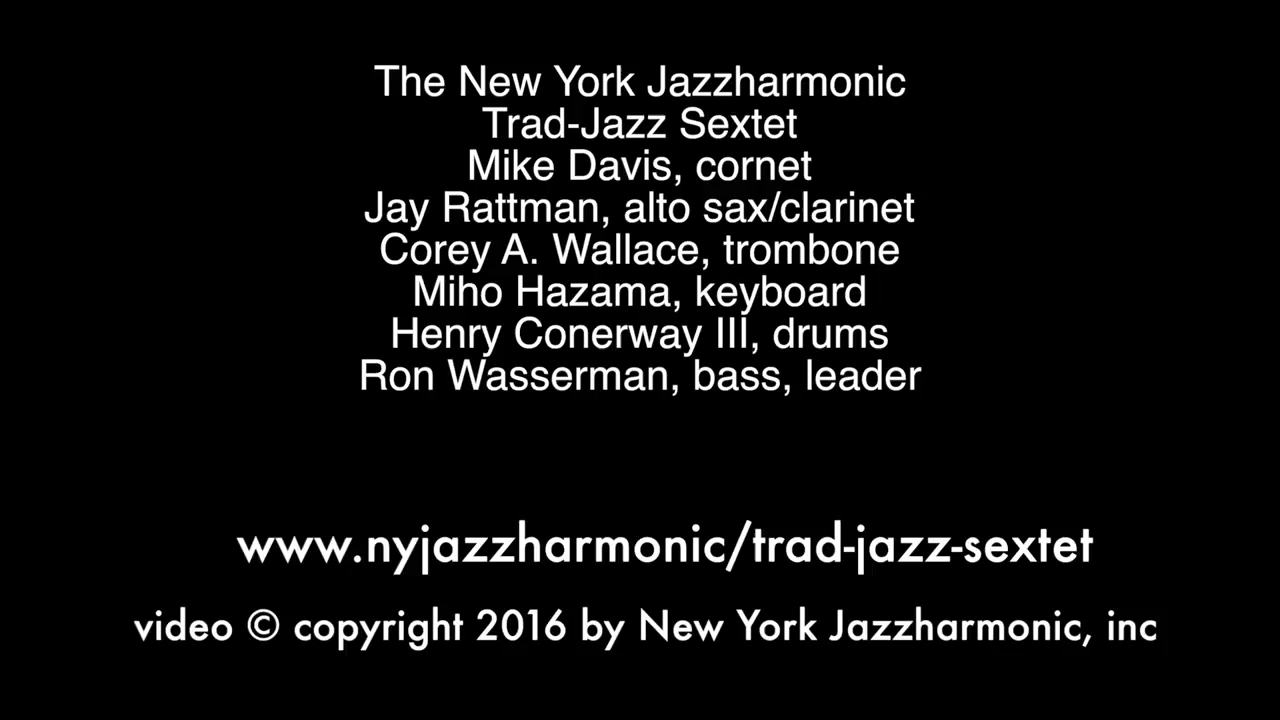 The New York Jazzharmonic
Trad-Jazz Sextet
Mike Davis, cornet
Jay Rattman, alto sax/clarinet
Corey A. Wallace, trombone
Miho Hazama, keyboard
Henry Conerway III, drums
Ron Wasserman, bass, leader
www.nyjazzharmonic/trad-jazz-sextet
video © copyright 2016 by New York Jazzharmonic, inc